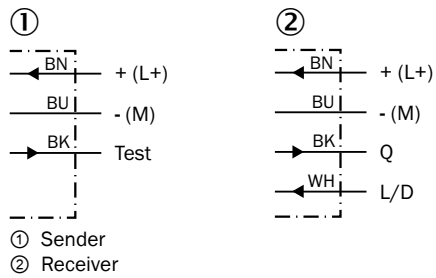 ① ②
BN + (L+) BN + (L+)
BU - (M) BU - (M)
BK Test BK Q
WH L/D
① Sender
② Receiver